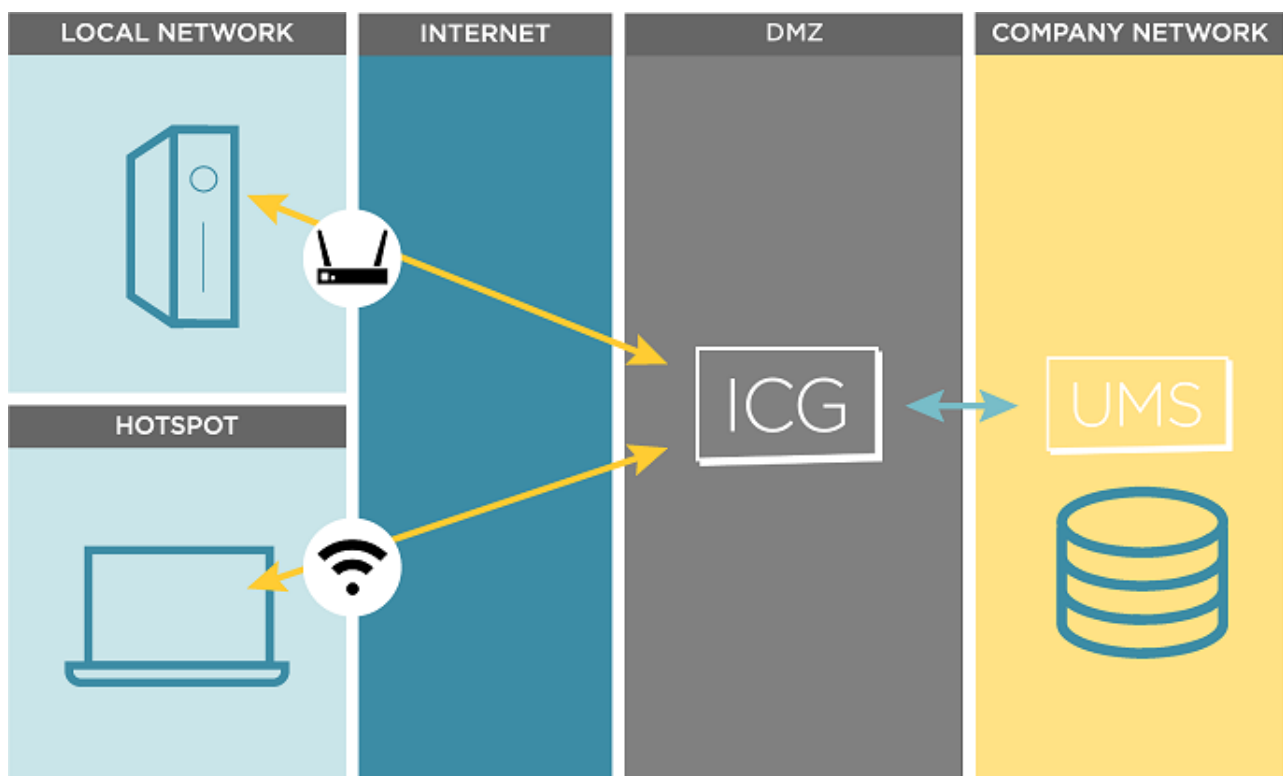 LOCAL NETWORK
INTERNET
DMZ
COMPANY NETWORK
ICG
UMS
HOTSPOT